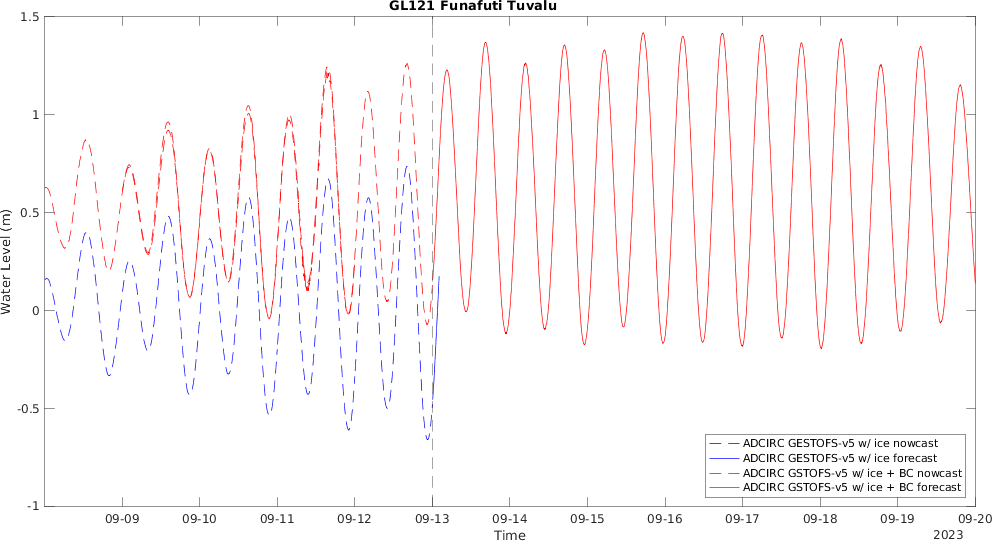 GL121 Funafuti Tuvalu
1.5
1
0.5
0
-0.5
-1
Water Level (m)
09-09 09-10 09-11 09-12 09-13 09-14 09-15 09-16 09-17 09-18 09-19 09-20
Time
2023
ADCIRC GESTOFS-v5 w/ ice nowcast
ADCIRC GESTOFS-v5 w/ ice forecast
ADCIRC GSTOFS-v5 w/ ice + BC nowcast
ADCIRC GSTOFS-v5 w/ ice + BC forecast